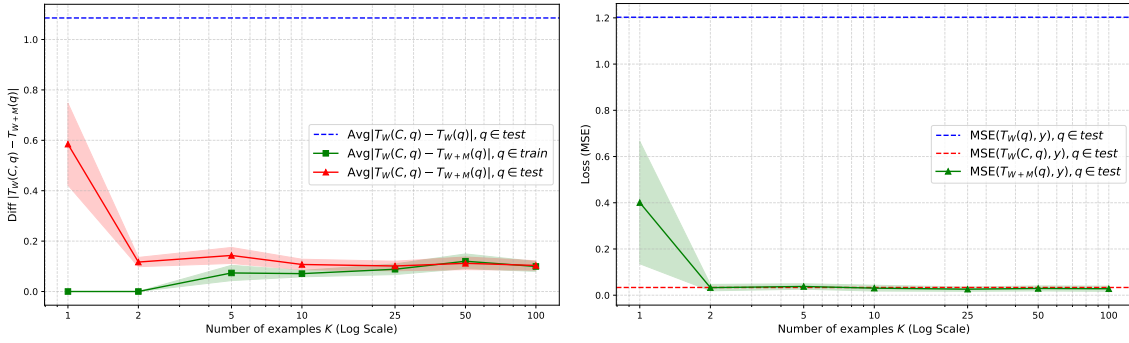 Diff |T_W(C, q) − T_{W+M}(q)|
1.0
0.8
0.6
0.4
0.2
0.0
Avg|T_W(C, q) − T_W(q)|, q ∈ test
Avg|T_W(C, q) − T_{W+M}(q)|, q ∈ train
Avg|T_W(C, q) − T_{W+M}(q)|, q ∈ test
1 2 5 10 25 50 100
Number of examples K (Log Scale)
Loss (MSE)
1.2
1.0
0.8
0.6
0.4
0.2
0.0
MSE(T_W(q), y), q ∈ test
MSE(T_W(C, q), y), q ∈ test
MSE(T_{W+M}(q), y), q ∈ test
1 2 5 10 25 50 100
Number of examples K (Log Scale)